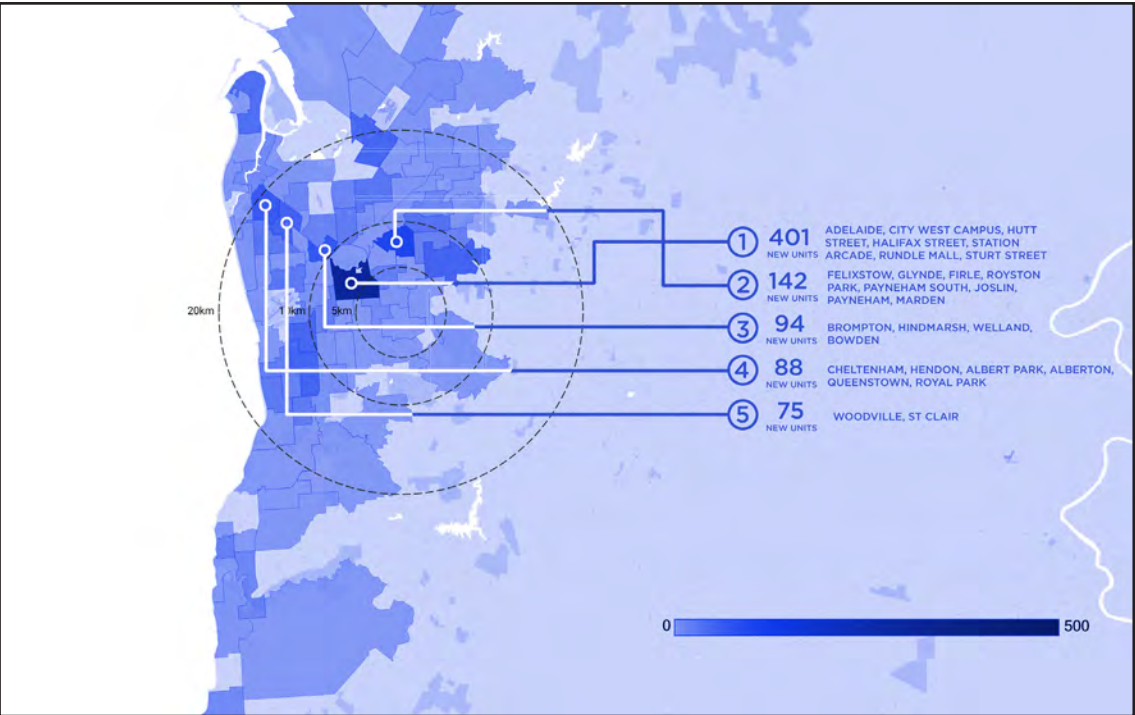 1 401 NEW UNITS
ADELAIDE, CITY WEST CAMPUS, HUTT
STREET, HALIFAX STREET, STATION
ARCADE, RUNDLE MALL, STURT STREET
2 142 NEW UNITS
FELIXSTOW, GLYNDE, FIRLE, ROYSTON
PARK, PAYNEHAM SOUTH, JOSLIN,
PAYNEHAM, MARDEN
20km 10km 5km
3 94 NEW UNITS
BROMPTON, HINDMARSH, WELLAND,
BOWDEN
4 88 NEW UNITS
CHELTENHAM, HENDON, ALBERT PARK, ALBERTON,
QUEENSTOWN, ROYAL PARK
5 75 NEW UNITS
WOODVILLE, ST CLAIR
0 500